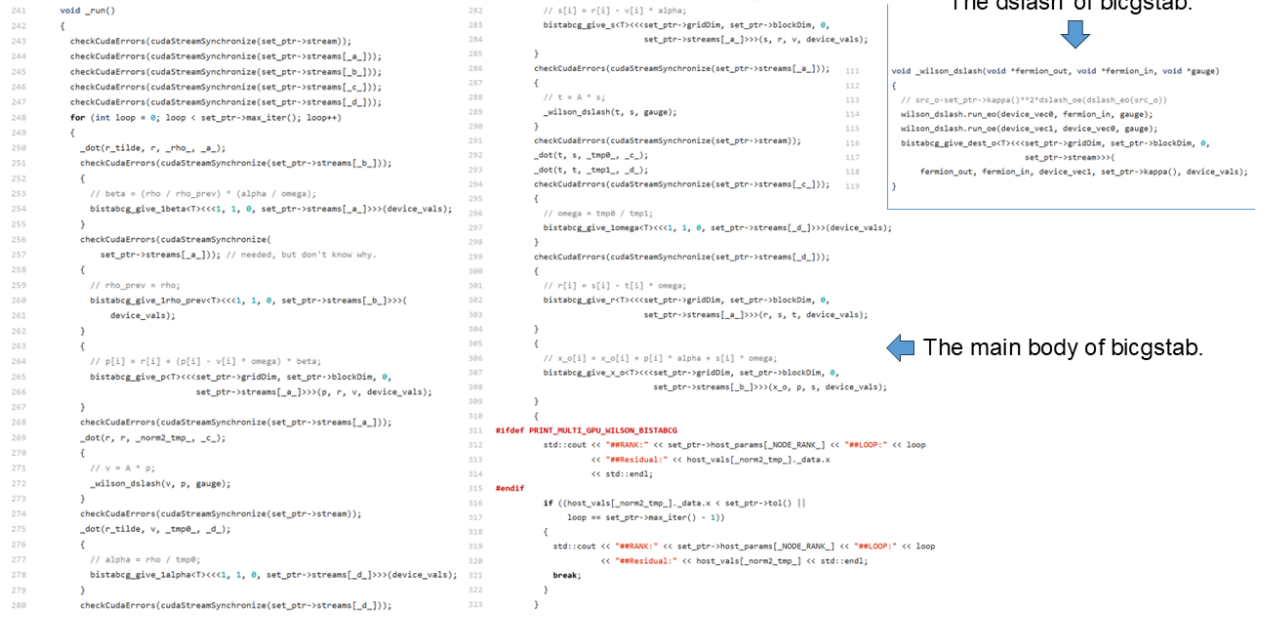 241 void _run()
242 {
243 checkCudaErrors(cudaStreamSynchronize(set_ptr->stream));
244 checkCudaErrors(cudaStreamSynchronize(set_ptr->streams[_a_]));
245 checkCudaErrors(cudaStreamSynchronize(set_ptr->streams[_b_]));
246 checkCudaErrors(cudaStreamSynchronize(set_ptr->streams[_c_]));
247 checkCudaErrors(cudaStreamSynchronize(set_ptr->streams[_d_]));
248 for (int loop = 0; loop < set_ptr->max_iter(); loop++)
249 {
250 _dot(r_tilde, r, _rho_, _a_);
251 checkCudaErrors(cudaStreamSynchronize(set_ptr->streams[_b_]));
252 {
253 // beta = (rho / rho_prev) * (alpha / omega);
254 bistabcg_give_1beta<T><<<1, 1, 0, set_ptr->streams[_a_]>>>(device_vals);
255 }
256 checkCudaErrors(cudaStreamSynchronize(
257 set_ptr->streams[_a_])); // needed, but don't know why.
258 {
259 // rho_prev = rho;
260 bistabcg_give_1rho_prev<T><<<1, 1, 0, set_ptr->streams[_b_]>>>(
261 device_vals);
262 }
263 {
264 // p[i] = r[i] + (p[i] - v[i] * omega) * beta;
265 bistabcg_give_p<T><<<set_ptr->gridDim, set_ptr->blockDim, 0,
266 set_ptr->streams[_a_]>>>(p, r, v, device_vals);
267 }
268 checkCudaErrors(cudaStreamSynchronize(set_ptr->streams[_a_]));
269 _dot(r, r, _norm2_tmp_, _c_);
270 {
271 // v = A * p;
272 _wilson_dslash(v, p, gauge);
273 }
274 checkCudaErrors(cudaStreamSynchronize(set_ptr->stream));
275 _dot(r_tilde, v, _tmp0_, _d_);
276 {
277 // alpha = rho / tmp0;
278 bistabcg_give_1alpha<T><<<1, 1, 0, set_ptr->streams[_d_]>>>(device_vals);
279 }
280 checkCudaErrors(cudaStreamSynchronize(set_ptr->streams[_d_]));
282 // s[i] = r[i] - v[i] * alpha;
283 bistabcg_give_s<T><<<set_ptr->gridDim, set_ptr->blockDim, 0,
284 set_ptr->streams[_a_]>>>(s, r, v, device_vals);
285 }
286 checkCudaErrors(cudaStreamSynchronize(set_ptr->streams[_a_]));
287 {
288 // t = A * s;
289 _wilson_dslash(t, s, gauge);
290 }
291 checkCudaErrors(cudaStreamSynchronize(set_ptr->stream));
292 _dot(t, s, _tmp0_, _c_);
293 _dot(t, t, _tmp1_, _d_);
294 checkCudaErrors(cudaStreamSynchronize(set_ptr->streams[_c_]));
295 {
296 // omega = tmp0 / tmp1;
297 bistabcg_give_1omega<T><<<1, 1, 0, set_ptr->streams[_d_]>>>(device_vals);
298 }
299 checkCudaErrors(cudaStreamSynchronize(set_ptr->streams[_d_]));
300 {
301 // r[i] = s[i] - t[i] * omega;
302 bistabcg_give_r<T><<<set_ptr->gridDim, set_ptr->blockDim, 0,
303 set_ptr->streams[_a_]>>>(r, s, t, device_vals);
304 }
305 {
306 // x_o[i] = x_o[i] + p[i] * alpha + s[i] * omega;
307 bistabcg_give_x_o<T><<<set_ptr->gridDim, set_ptr->blockDim, 0,
308 set_ptr->streams[_b_]>>>(x_o, p, s, device_vals);
309 }
310 {
311 #ifdef PRINT_MULTI_GPU_WILSON_BISTABCG
312 std::cout << "##RANK:" << set_ptr->host_params[_NODE_RANK_] << "##LOOP:" << loop
313 << "##Residual:" << host_vals[_norm2_tmp_]._data.x
314 << std::endl;
315 #endif
316 if ((host_vals[_norm2_tmp_]._data.x < set_ptr->tol() ||
317 loop == set_ptr->max_iter() - 1))
318 {
319 std::cout << "##RANK:" << set_ptr->host_params[_NODE_RANK_] << "##LOOP:" << loop
320 << "##Residual:" << host_vals[_norm2_tmp_] << std::endl;
321 break;
322 }
323 }
The dslash of bicgstab.
111 void _wilson_dslash(void *fermion_out, void *fermion_in, void *gauge)
112 {
113 // src_o-set_ptr->kappa()**2*dslash_oe(dslash_eo(src_o))
114 wilson_dslash.run_eo(device_vec0, fermion_in, gauge);
115 wilson_dslash.run_oe(device_vec1, device_vec0, gauge);
116 bistabcg_give_dest_o<T><<<set_ptr->gridDim, set_ptr->blockDim, 0,
117 set_ptr->stream>>>(
118 fermion_out, fermion_in, device_vec1, set_ptr->kappa(), device_vals);
119 }
The main body of bicgstab.